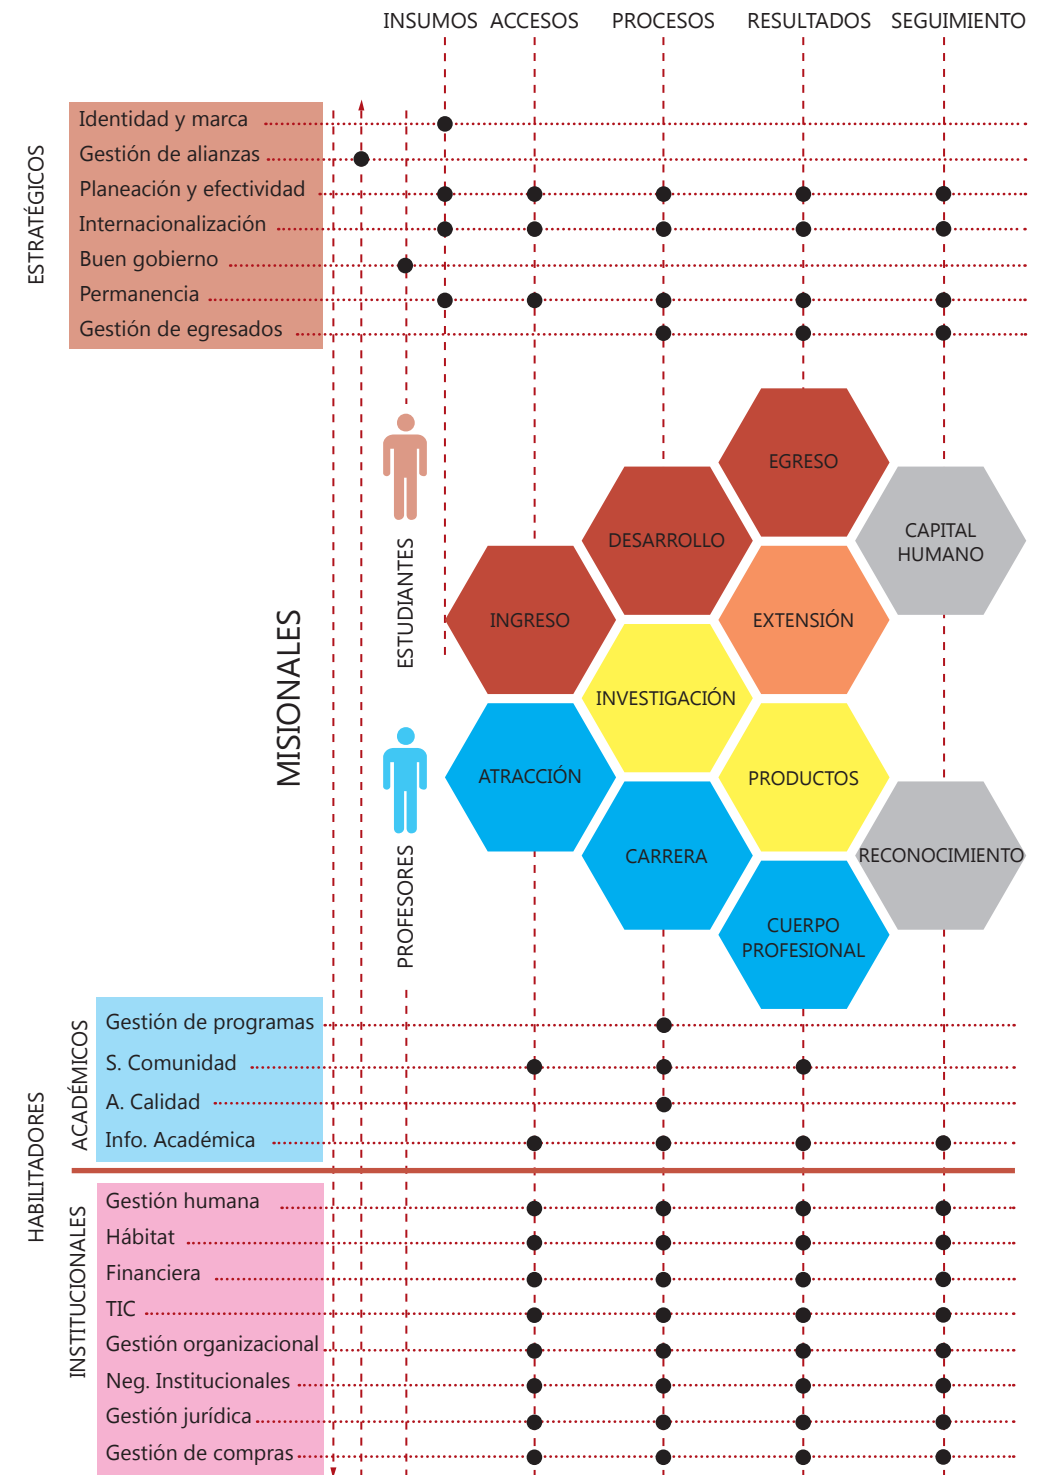 INSUMOS ACCESOS PROCESOS RESULTADOS SEGUIMIENTO
ESTRATÉGICOS
Identidad y marca
Gestión de alianzas
Planeación y efectividad
Internacionalización
Buen gobierno
Permanencia
Gestión de egresados
MISIONALES
ESTUDIANTES
PROFESORES
EGRESO
DESARROLLO
CAPITAL
HUMANO
INGRESO
EXTENSIÓN
INVESTIGACIÓN
ATRACCIÓN
PRODUCTOS
CARRERA
RECONOCIMIENTO
CUERPO
PROFESIONAL
HABILITADORES
ACADÉMICOS
Gestión de programas
S. Comunidad
A. Calidad
Info. Académica
INSTITUCIONALES
Gestión humana
Hábitat
Financiera
TIC
Gestión organizacional
Neg. Institucionales
Gestión jurídica
Gestión de compras